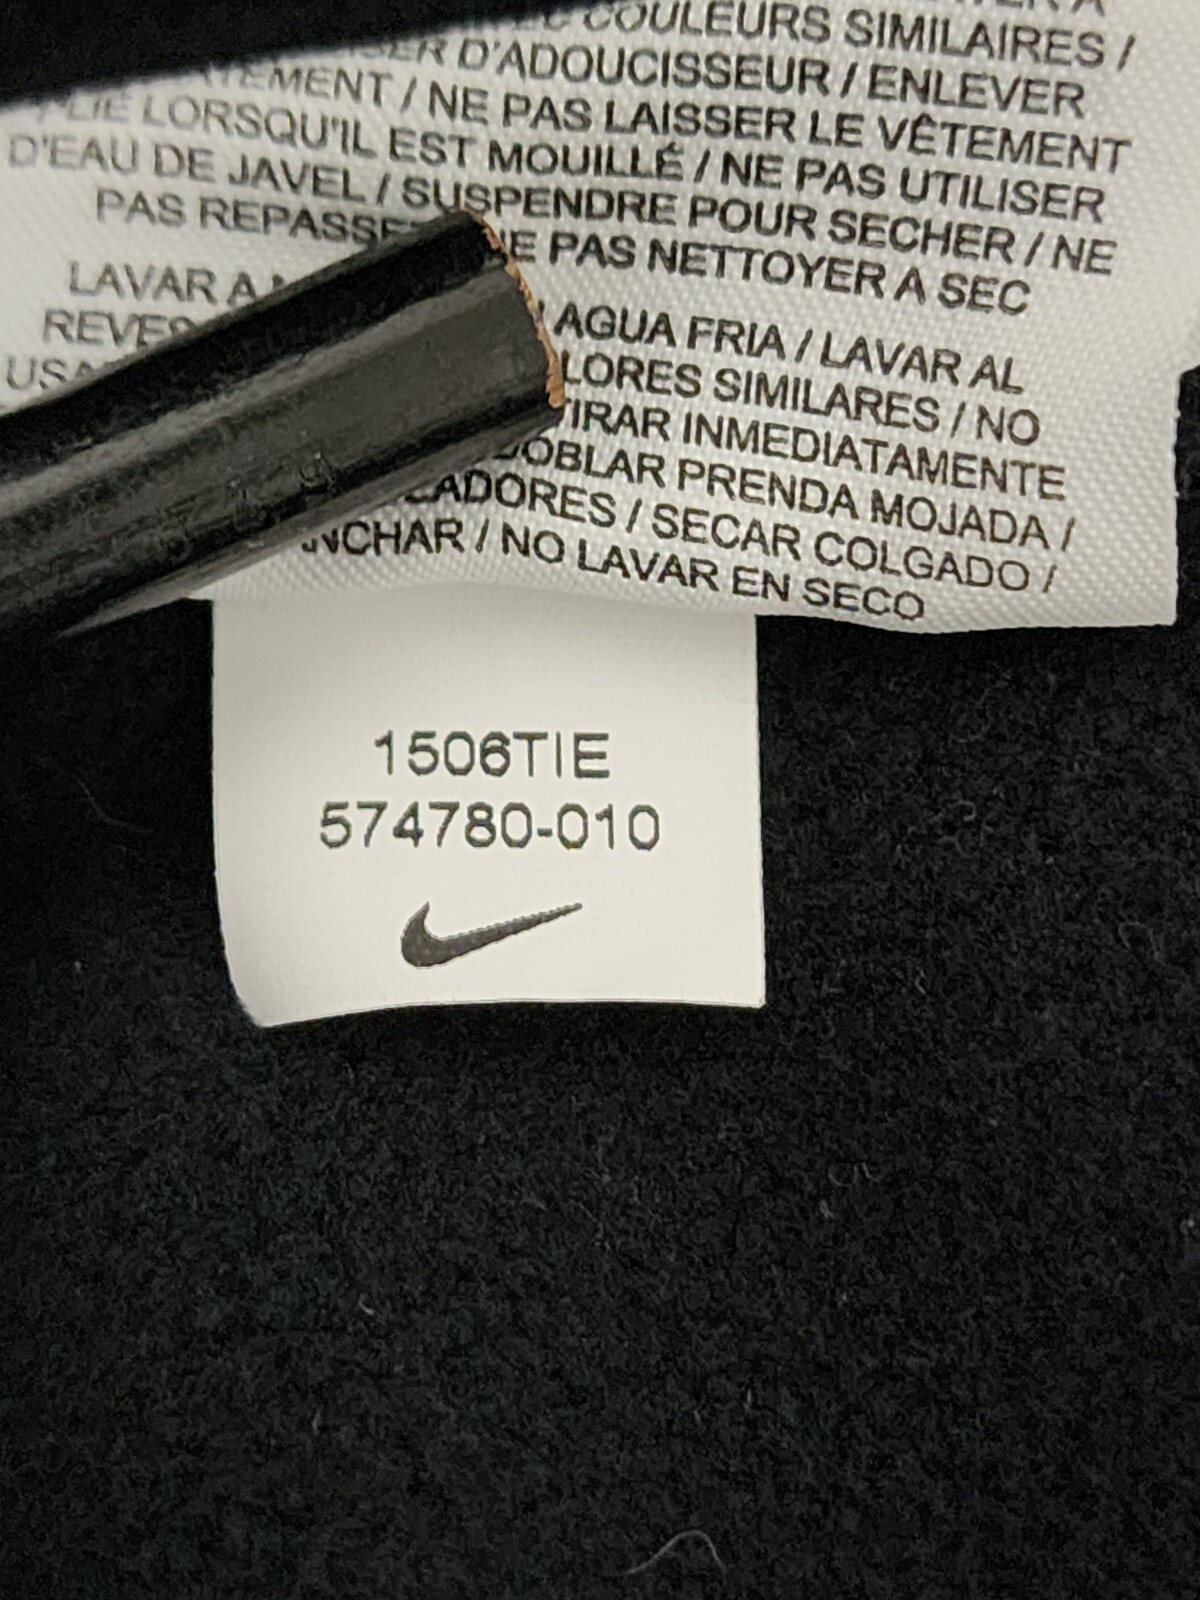 COULEURS SIMILAIRES /
D'ADOUCISSEUR / ENLEVER
/ NE PAS LAISSER LE VÊTEMENT
LORSQU'IL EST MOUILLÉ / NE PAS UTILISER
D'EAU DE JAVEL / SUSPENDRE POUR SECHER / NE
PAS NE PAS NETTOYER A SEC
LAVAR A AGUA FRIA / LAVAR AL
SIMILARES / NO
INMEDIATAMENTE
PRENDA MOJADA /
/ SECAR COLGADO /
/ NO LAVAR EN SECO
1506TIE
574780-010